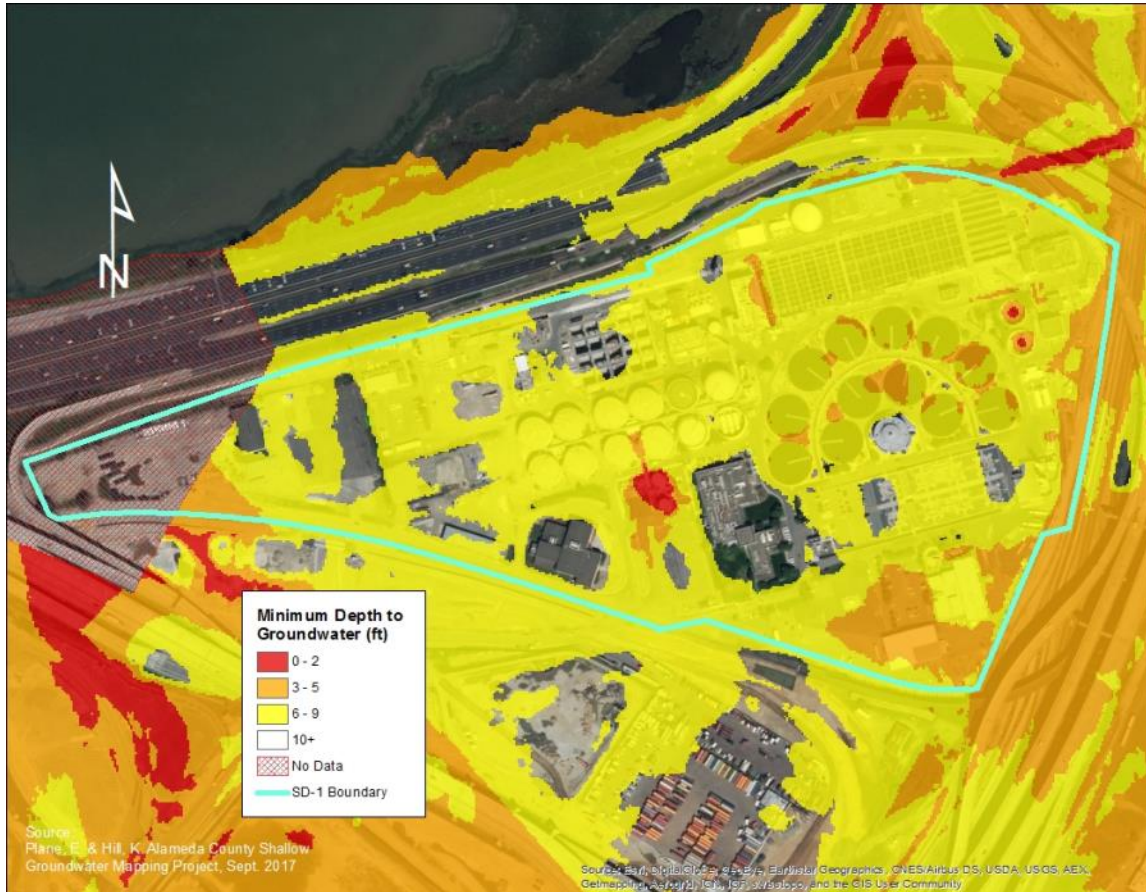 N
Minimum Depth to
Groundwater (ft)
0 - 2
3 - 5
6 - 9
10+
No Data
SD-1 Boundary
Source:
Plane, E. & Hill, K. Alameda County Shallow
Groundwater Mapping Project, Sept. 2017
Source: Esri, DigitalGlobe, GeoEye, Earthstar Geographics, CNES/Airbus DS, USDA, USGS, AEX,
Getmapping, Aerogrid, IGN, IGP, swisstopo, and the GIS User Community